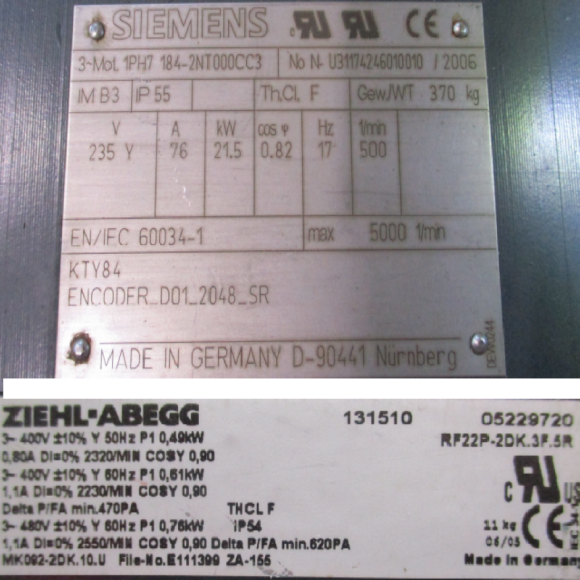 SIEMENS
3~Mot. 1PH7 184-2NT000CC3 No N- U31174246010010 / 2006
IM B3 IP 55 Th.Cl. F Gew./WT 370 kg
V A kW cos φ Hz 1/min
235 Y 76 21.5 0.82 17 500
EN/IEC 60034-1 max 5000 1/min
KTY84
ENCODER_D01_2048_SR
MADE IN GERMANY D-90441 Nürnberg
ZIEHL-ABEGG 131510 05229720
3~ 400V ±10% Y 50Hz P1 0,49kW RF22P-2DK.3F.5R
0,80A DI=0% 2320/MIN COSY 0,90
3~ 400V ±10% Y 60Hz P1 0,61kW
1,1A DI=0% 2230/MIN COSY 0,90
Delta P/FA min.470PA THCL F
3~ 480V ±10% Y 60Hz P1 0,76kW IP54 11 kg
1,1A DI=0% 2550/MIN COSY 0,90 Delta P/FA min.620PA 06/05
MK092-2DK.10.U File-No.E111399 ZA-155 Made in Germany